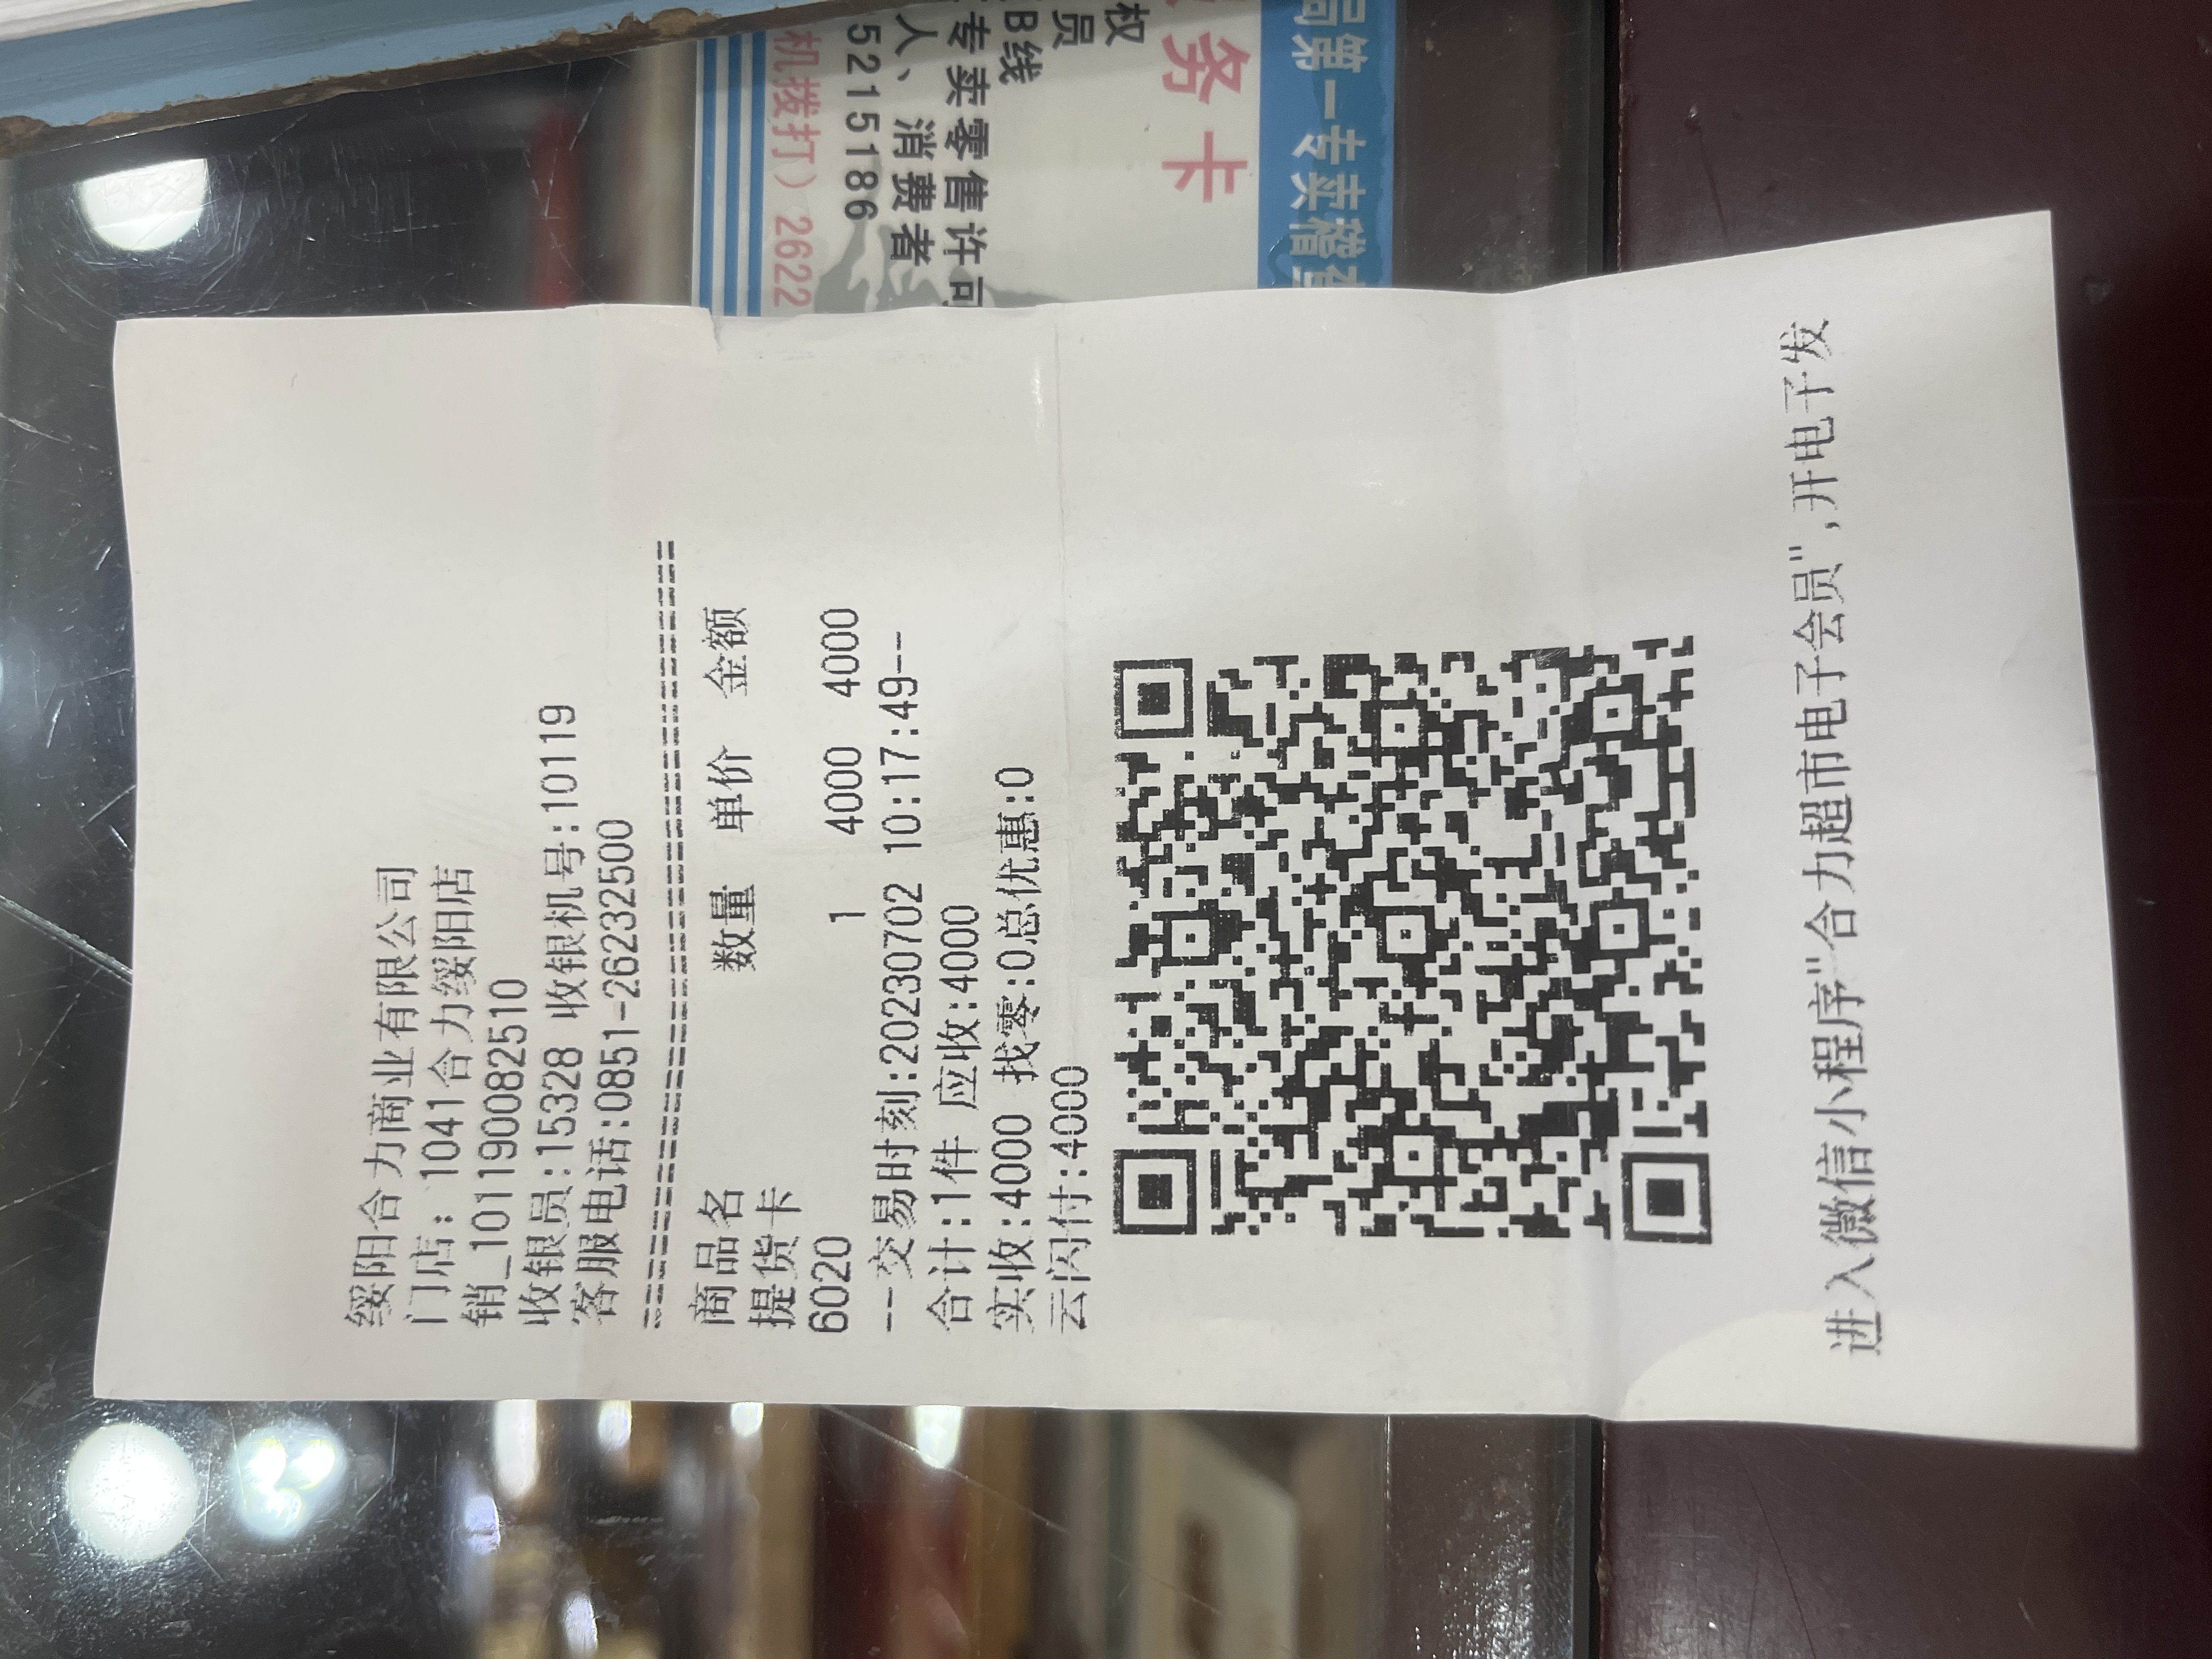 绥阳合力商业有限公司
门店: 1041合力绥阳店
销_1011190082510
收银员:15328 收银机号:10119
客服电话:0851-26232500
商品名 数量 单价 金额
提货卡
6020 1 4000 4000
--交易时刻:20230702 10:17:49--
合计:1件 应收:4000
实收:4000 找零:0总优惠:0
云闪付:4000
进入微信小程序"合力超市电子会员",开电子发
局第一专卖稽查
务卡
权
员
B线
专卖零售许可
人、消费者
52151 86
机拨打）2622